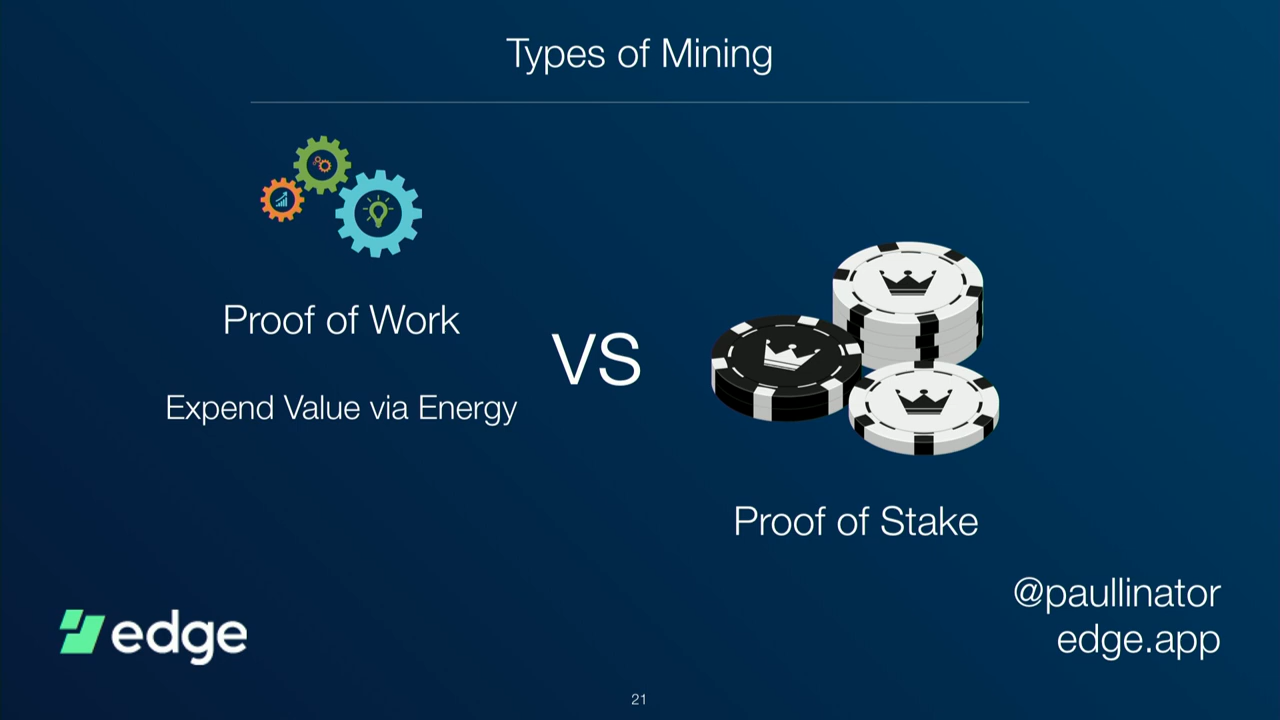 Types of Mining
Proof of Work
Expend Value via Energy
VS
Proof of Stake
@paullinator
edge.app
edge
21